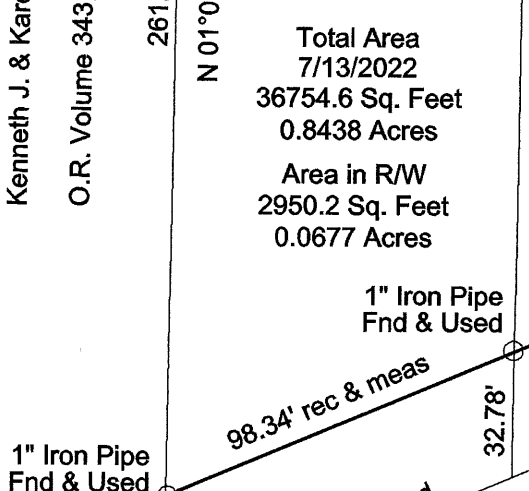 Kenneth J. &
O.R. Volume 343
261.
N 01°0
Total Area
7/13/2022
36754.6 Sq. Feet
0.8438 Acres
Area in R/W
2950.2 Sq. Feet
0.0677 Acres
1" Iron Pipe
Fnd & Used
98.34' rec & meas
32.78'
1" Iron Pipe
Fnd & Used